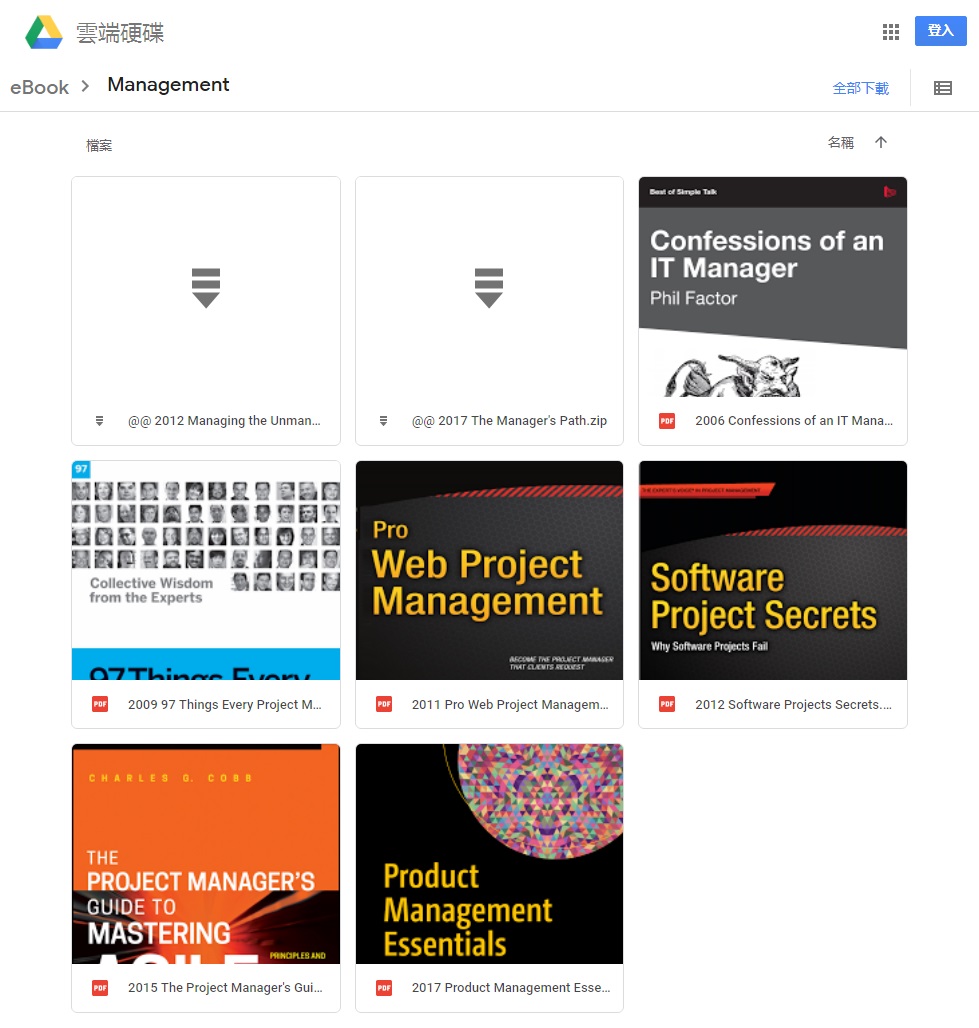 雲端硬碟
登入
eBook
Management
全部下載
檔案
名稱
Best of Simple Talk
Confessions of an
IT Manager
Phil Factor
@@ 2012 Managing the Unman...
@@ 2017 The Manager's Path.zip
PDF
2006 Confessions of an IT Mana...
97
Collective Wisdom
from the Experts
97 Things Every
PDF
2009 97 Things Every Project M...
Pro
Web Project
Management
BECOME THE PROJECT MANAGER
THAT CLIENTS REQUEST
PDF
2011 Pro Web Project Managem...
THE EXPERT'S VOICE® IN PROJECT MANAGEMENT
Software
Project Secrets
Why Software Projects Fail
PDF
2012 Software Projects Secrets....
CHARLES G. COBB
THE
PROJECT MANAGER'S
GUIDE TO
MASTERING
AGILE
PRINCIPLES AND
PDF
2015 The Project Manager's Gui...
Product
Management
Essentials
PDF
2017 Product Management Esse...